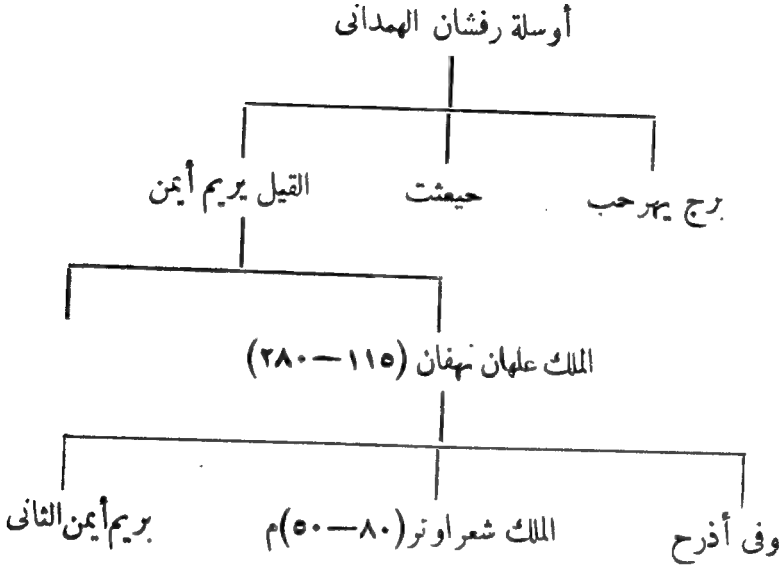 أوسلة رفشان الهمدانى
برج يهرحب
حيعثت
القيل يريم أيمن
الملك علهان نهفان (١١٥—٢٨٠)
وفى أذرح
الملك شعراوتر (٨٠—٥٠)م
بريم أيمن الثانى